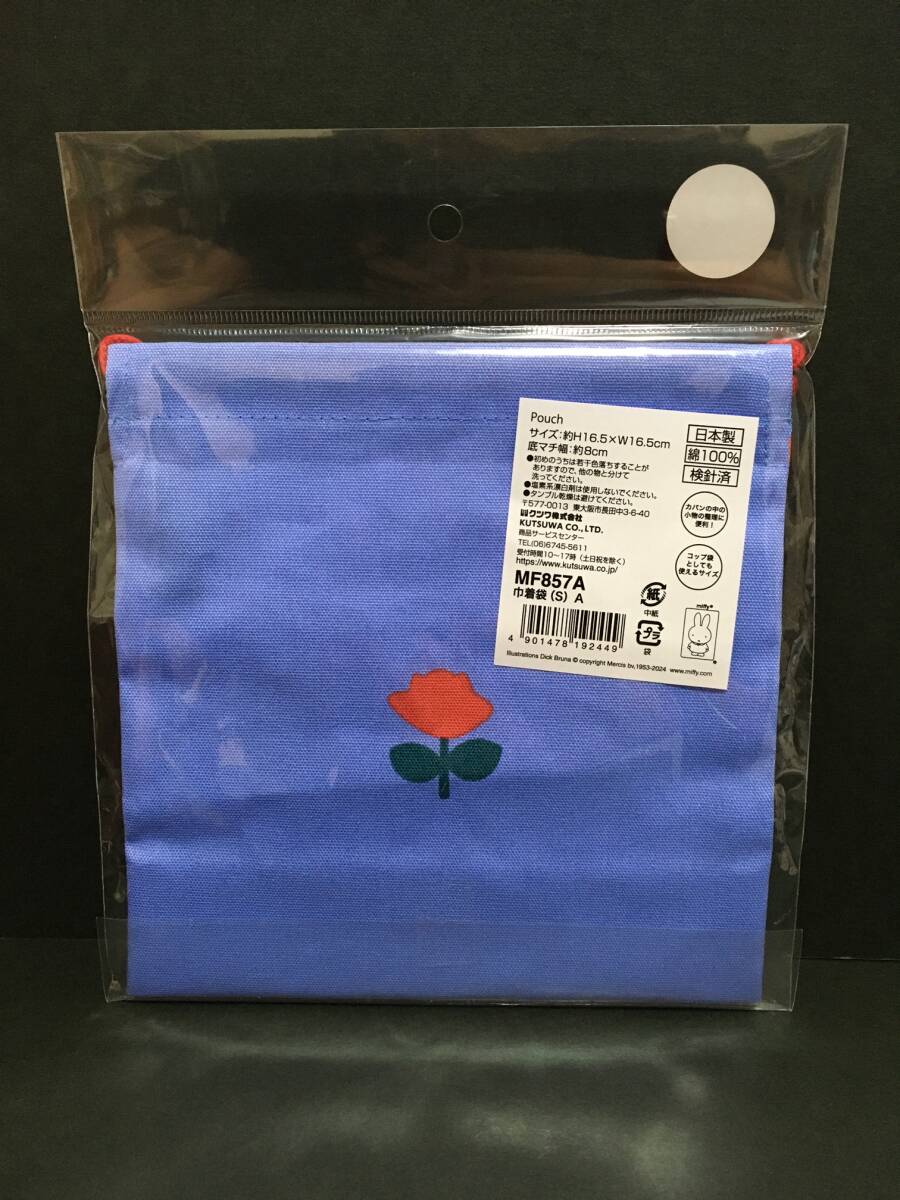 Pouch
サイズ:約H16.5×W16.5cm
底マチ幅:約8cm
●初めのうちは若干色落ちすることが
ありますので、他の物と分けて
洗ってください。
●塩素系漂白剤は使用しないでください。
●タンブル乾燥は避けてください。
〒577-0013 東大阪市長田中3-6-40
クツワ株式会社
KUTSUWA CO., LTD.
商品サービスセンター
TEL(06)6745-5611
受付時間10〜17時(土日祝を除く)
https://www.kutsuwa.co.jp/
MF857A
巾着袋(S) A
4 901478 192449
日本製
綿100%
検針済
カバンの中の
小物の整理に
便利!
コップ袋
としても
使えるサイズ
紙
中紙
プラ
袋
miffy®
Illustrations Dick Bruna © copyright Mercis bv, 1953-2024 www.miffy.com